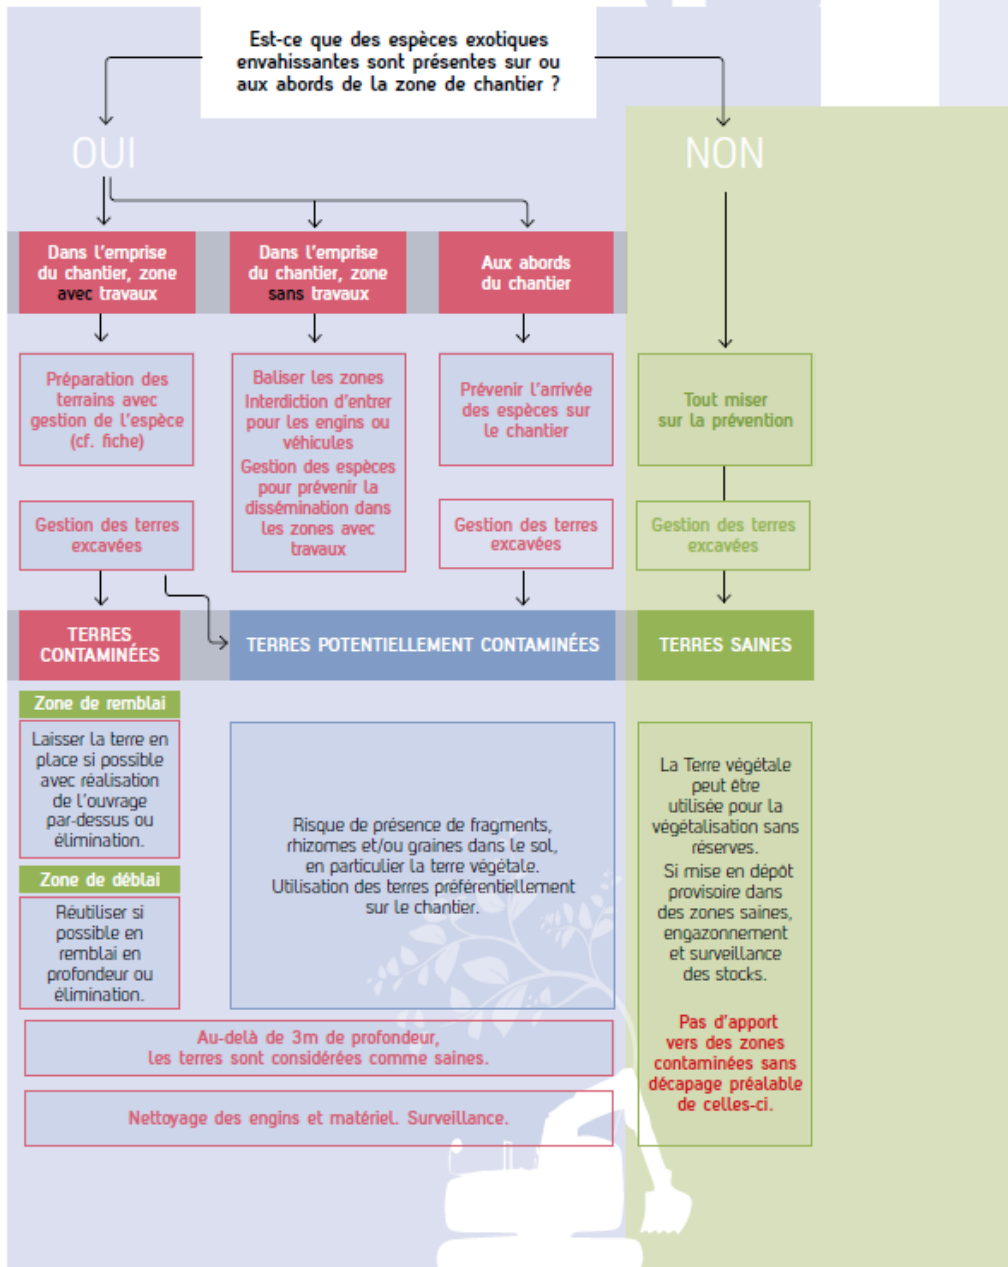 Est-ce que des espèces exotiques
envahissantes sont présentes sur ou
aux abords de la zone de chantier ?
OUI
NON
Dans l'emprise
du chantier, zone
avec travaux
Dans l'emprise
du chantier, zone
sans travaux
Aux abords
du chantier
Préparation des
terrains avec
gestion de l'espèce
(cf. fiche)
Baliser les zones
Interdiction d'entrer
pour les engins ou
véhicules
Gestion des espèces
pour prévenir la
dissémination dans
les zones avec
travaux
Prévenir l'arrivée
des espèces sur
le chantier
Tout miser
sur la prévention
Gestion des terres
excavées
Gestion des terres
excavées
Gestion des terres
excavées
TERRES
CONTAMINÉES
TERRES POTENTIELLEMENT CONTAMINÉES
TERRES SAINES
Zone de remblai
Laisser la terre en
place si possible
avec réalisation
de l'ouvrage
par-dessus ou
élimination.
Zone de déblai
Réutiliser si
possible en
remblai en
profondeur ou
élimination.
Risque de présence de fragments,
rhizomes et/ou graines dans le sol,
en particulier la terre végétale.
Utilisation des terres préférentiellement
sur le chantier.
La Terre végétale
peut être
utilisée pour la
végétalisation sans
réserves.
Si mise en dépôt
provisoire dans
des zones saines,
engazonnement
et surveillance
des stocks.
Pas d'apport
vers des zones
contaminées sans
décapage préalable
de celles-ci.
Au-delà de 3m de profondeur,
les terres sont considérées comme saines.
Nettoyage des engins et matériel. Surveillance.